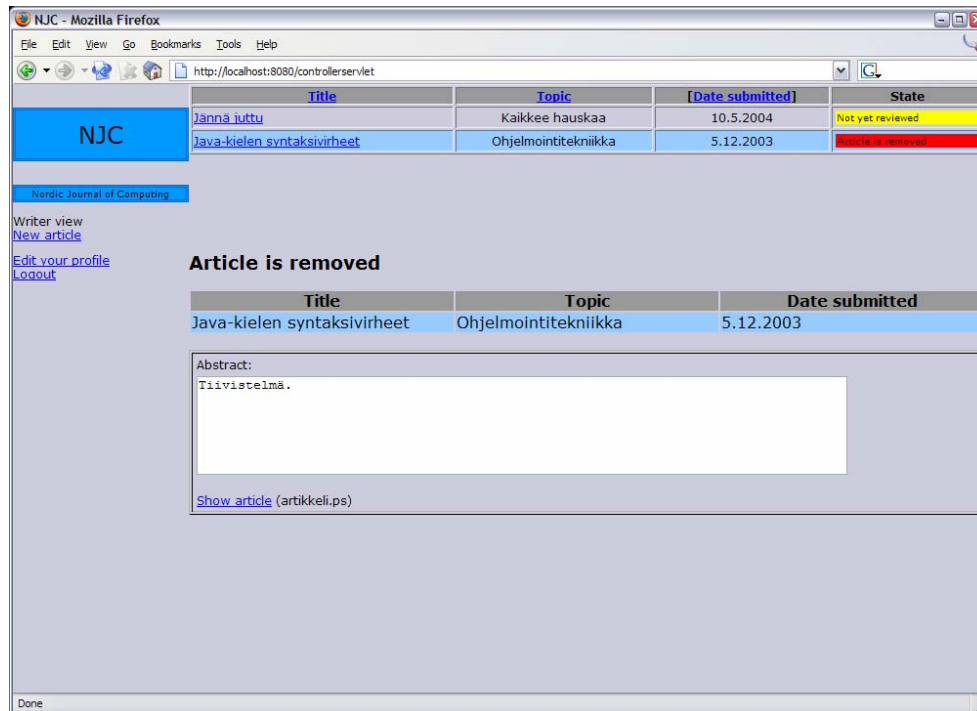 NJC - Mozilla Firefox
File Edit View Go Bookmarks Tools Help
http://localhost:8080/controllerservlet
G
Title Topic [Date submitted] State
Jännä juttu Kaikkee hauskaa 10.5.2004 Not yet reviewed
Java-kielen syntaksivirheet Ohjelmointitekniikka 5.12.2003 Article is removed
NJC
Nordic Journal of Computing
Writer view
New article
Edit your profile
Logout
Article is removed
Title Topic Date submitted
Java-kielen syntaksivirheet Ohjelmointitekniikka 5.12.2003
Abstract:
Tiivistelmä.
Show article (artikkeli.ps)
Done